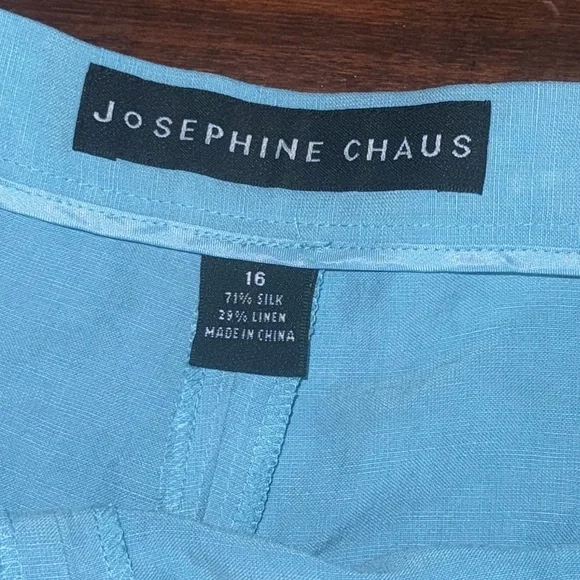 JoSEPHINE CHAUS
16
71% SILK
29% LINEN
MADE IN CHINA